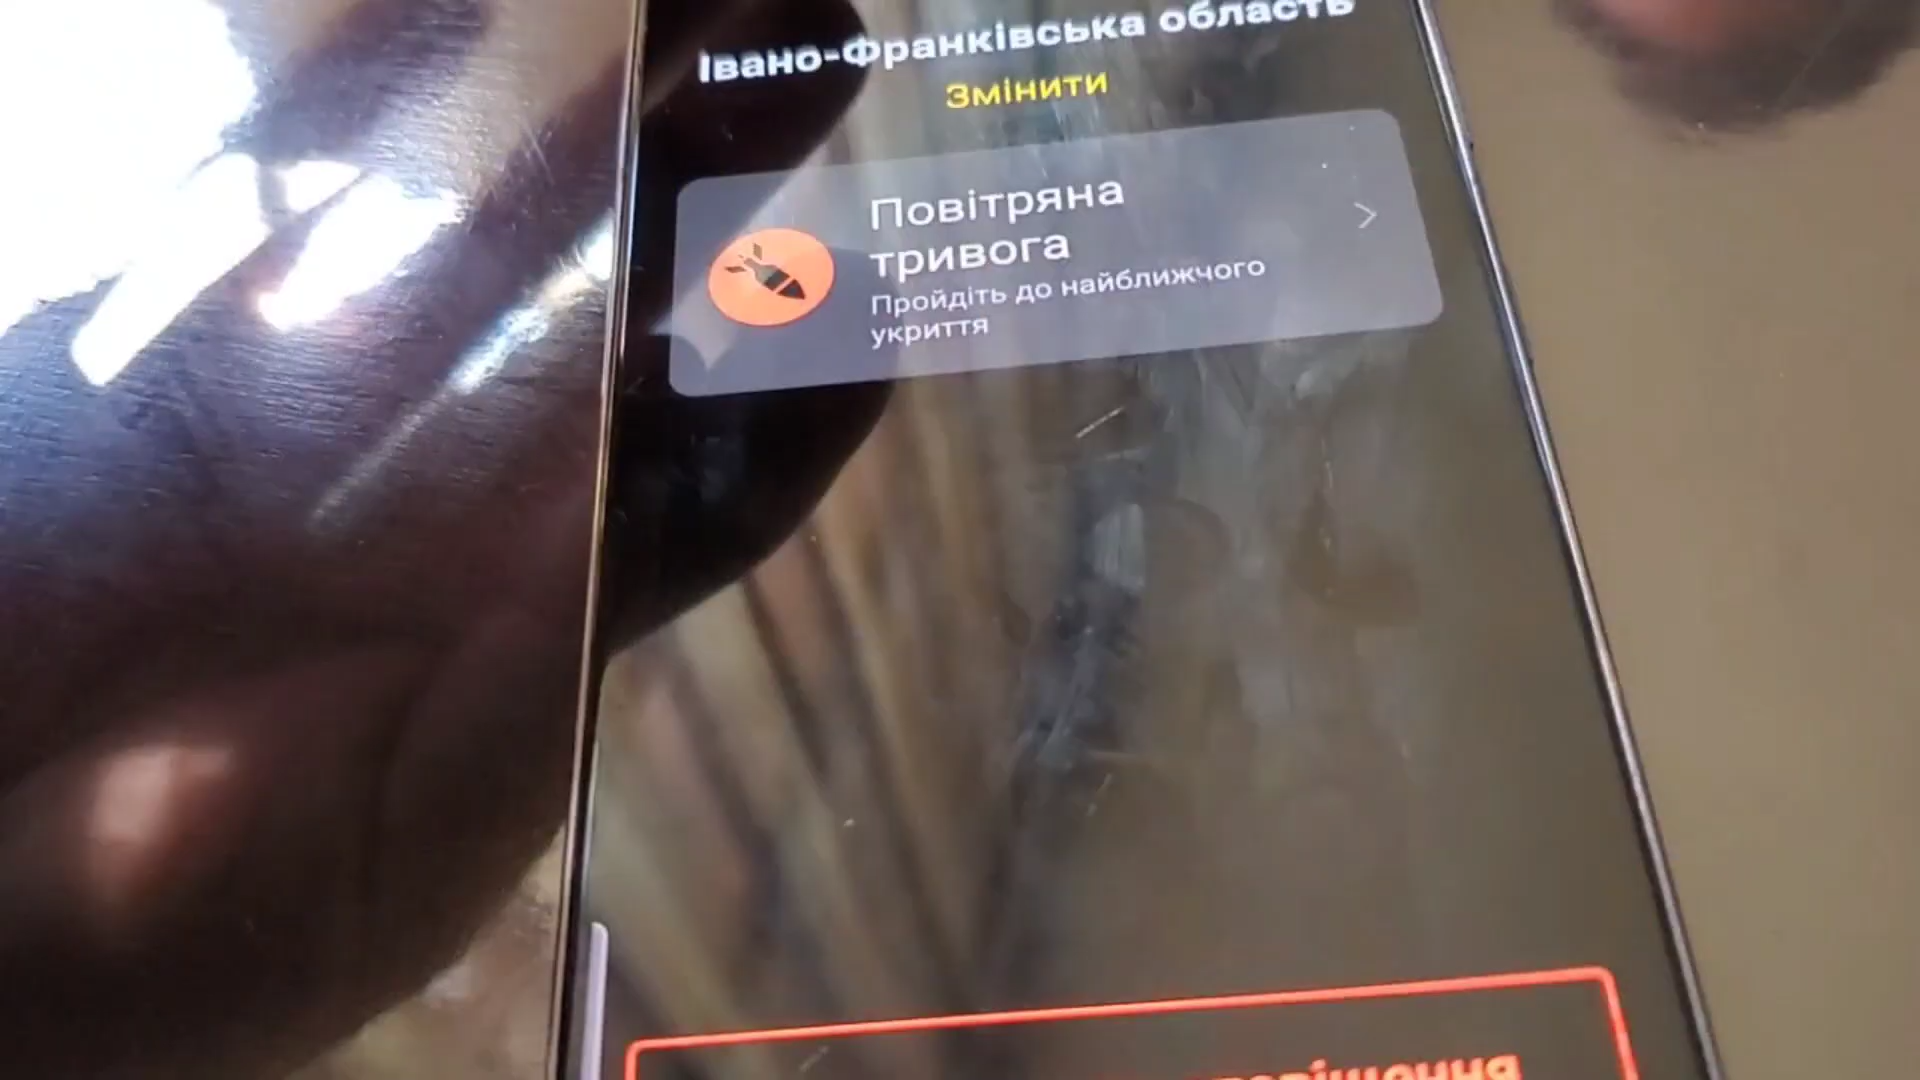 Івано-Франківська область
Змінити
Повітряна
тривога
Пройдіть до найближчого
укриття